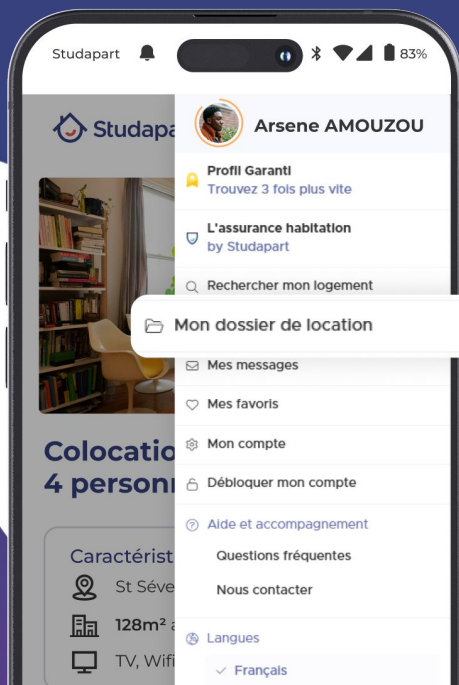 Studapart
83%
Studapa
Arsene AMOUZOU
Profil Garanti
Trouvez 3 fois plus vite
L'assurance habitation
by Studapart
Rechercher mon logement
Mon dossier de location
Mes messages
Mes favoris
Colocatio
Mon compte
4 person
Débloquer mon compte
Aide et accompagnement
Questions fréquentes
Caractérist
Nous contacter
St Séve
128m² a
Langues
TV, Wifi
Français